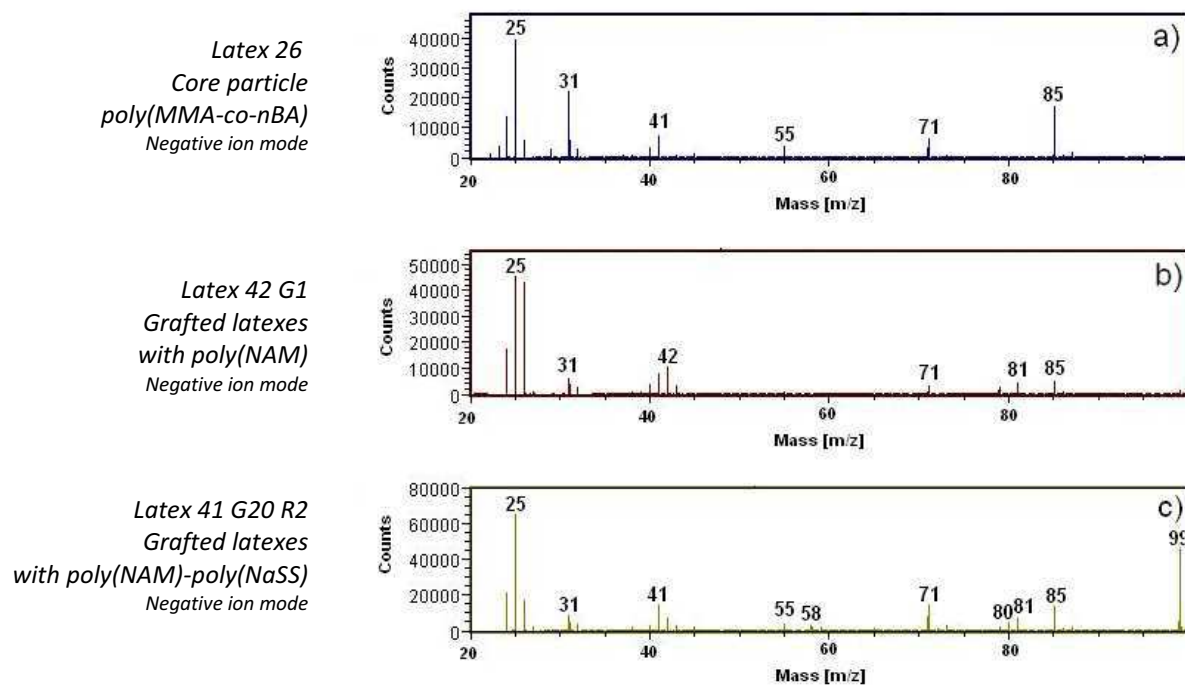 Latex 26
Core particle
poly(MMA-co-nBA)
Negative ion mode
a)
Counts
40000
30000
20000
10000
0
25
31
41
55
71
85
20
40
60
80
Mass [m/z]
Latex 42 G1
Grafted latexes
with poly(NAM)
Negative ion mode
b)
Counts
50000
40000
30000
20000
10000
0
25
31
42
71
81
85
20
40
60
80
Mass [m/z]
Latex 41 G20 R2
Grafted latexes
with poly(NAM)-poly(NaSS)
Negative ion mode
c)
Counts
80000
60000
40000
20000
0
25
31
41
55
58
71
80
81
85
99
20
40
60
80
Mass [m/z]